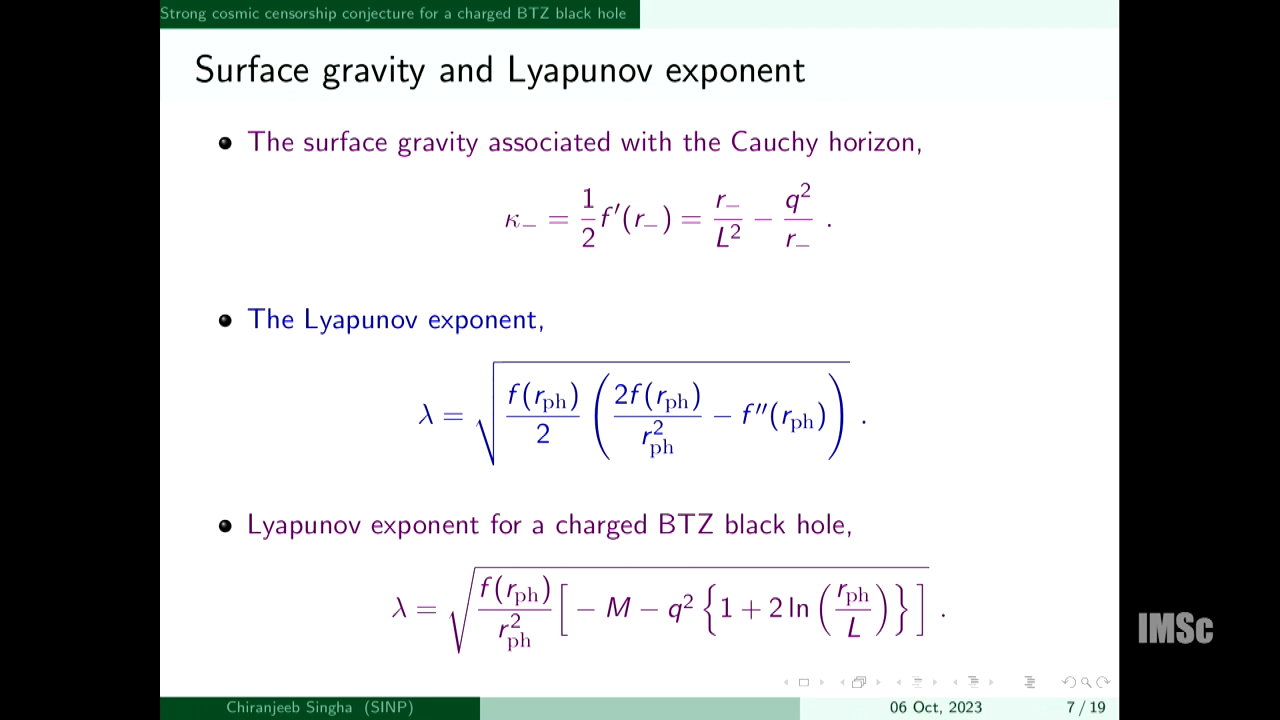 Strong cosmic censorship conjecture for a charged BTZ black hole
Surface gravity and Lyapunov exponent
The surface gravity associated with the Cauchy horizon,
κ₋ = 1/2 f′(r₋) = r₋/L² − q²/r₋ .
The Lyapunov exponent,
λ = √( f(r_ph)/2 ( 2f(r_ph)/r_ph² − f″(r_ph) ) ) .
Lyapunov exponent for a charged BTZ black hole,
λ = √( f(r_ph)/r_ph² [ − M − q² { 1 + 2 ln ( r_ph/L ) } ] ) .
IMSc
Chiranjeeb Singha (SINP) 06 Oct, 2023 7 / 19